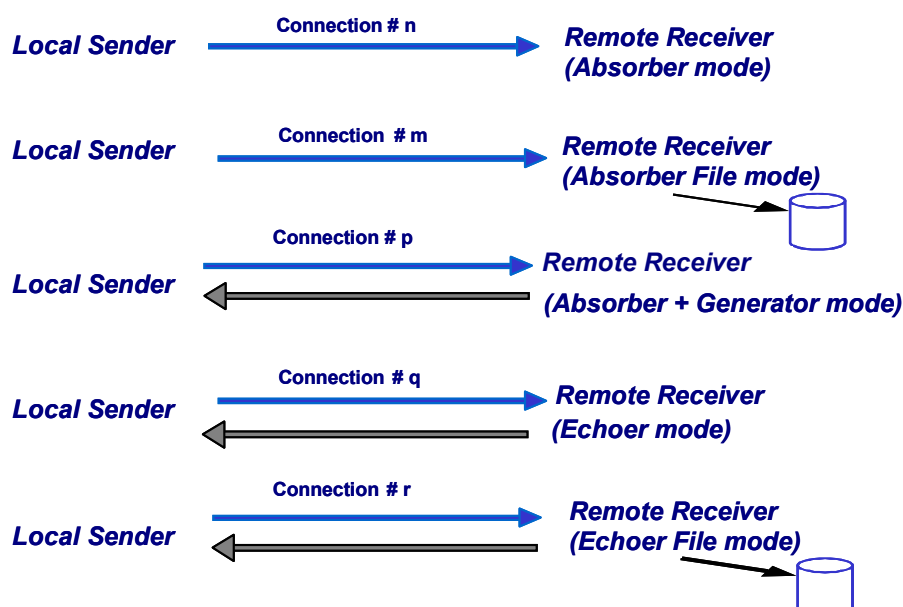 Connection # n
Local Sender
Remote Receiver
(Absorber mode)
Connection # m
Local Sender
Remote Receiver
(Absorber File mode)
Connection # p
Local Sender
Remote Receiver
(Absorber + Generator mode)
Connection # q
Local Sender
Remote Receiver
(Echoer mode)
Connection # r
Local Sender
Remote Receiver
(Echoer File mode)